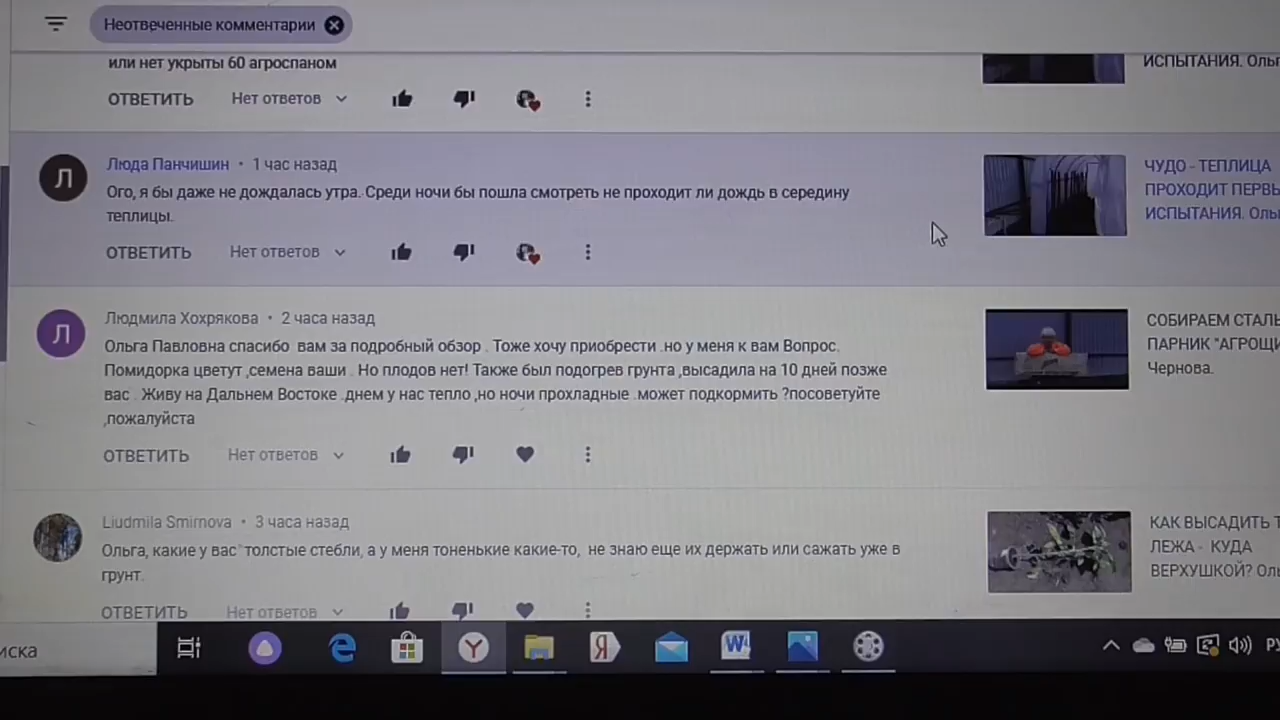 Неотвеченные комментарии
или нет укрыты 60 агроспаном
ИСПЫТАНИЯ. Оль
ОТВЕТИТЬ Нет ответов
Л
Люда Панчишин • 1 час назад
Ого, я бы даже не дождалась утра. Среди ночи бы пошла смотреть не проходит ли дождь в середину
теплицы.
ОТВЕТИТЬ Нет ответов
ЧУДО - ТЕПЛИЦА
ПРОХОДИТ ПЕРВЫ
ИСПЫТАНИЯ. Оль
Л
Людмила Хохрякова • 2 часа назад
Ольга Павловна спасибо вам за подробный обзор . Тоже хочу приобрести .но у меня к вам Вопрос.
Помидорка цветут ,семена ваши . Но плодов нет! Также был подогрев грунта ,высадила на 10 дней позже
вас . Живу на Дальнем Востоке .днем у нас тепло ,но ночи прохладные .может подкормить ?посоветуйте
,пожалуйста
ОТВЕТИТЬ Нет ответов
СОБИРАЕМ СТАЛЬ
ПАРНИК "АГРОЩИ
Чернова.
Liudmila Smirnova • 3 часа назад
Ольга, какие у вас толстые стебли, а у меня тоненькие какие-то, не знаю еще их держать или сажать уже в
грунт.
ОТВЕТИТЬ Нет ответов
КАК ВЫСАДИТЬ Т
ЛЕЖА - КУДА
ВЕРХУШКОЙ? Оль
иска
Y
Я
W
РУ